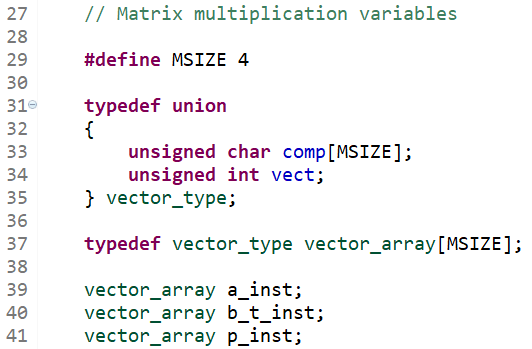 27 // Matrix multiplication variables
28
29 #define MSIZE 4
30
31 typedef union
32 {
33 unsigned char comp[MSIZE];
34 unsigned int vect;
35 } vector_type;
36
37 typedef vector_type vector_array[MSIZE];
38
39 vector_array a_inst;
40 vector_array b_t_inst;
41 vector_array p_inst;